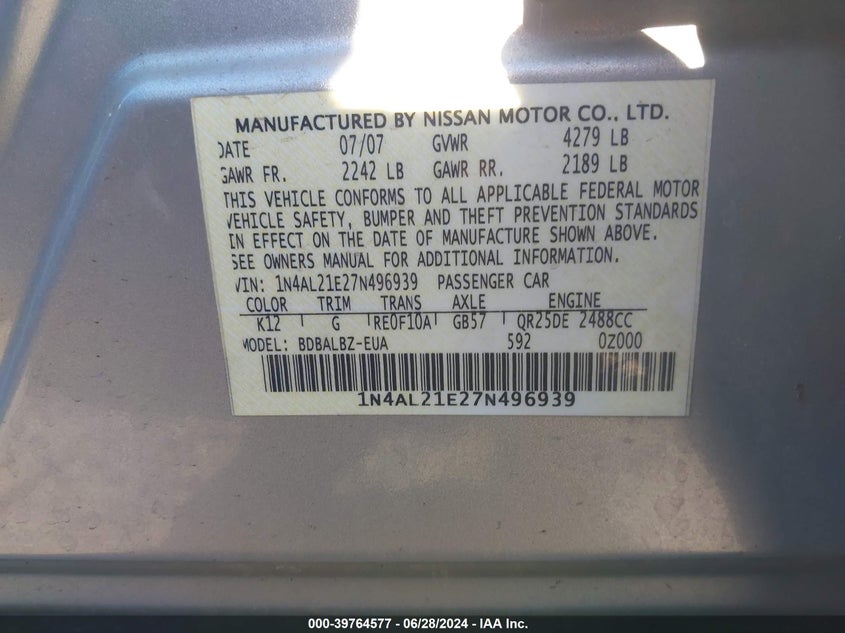 MANUFACTURED BY NISSAN MOTOR CO., LTD.
DATE 07/07 GVWR 4279 LB
GAWR FR. 2242 LB GAWR RR. 2189 LB
THIS VEHICLE CONFORMS TO ALL APPLICABLE FEDERAL MOTOR
VEHICLE SAFETY, BUMPER AND THEFT PREVENTION STANDARDS
IN EFFECT ON THE DATE OF MANUFACTURE SHOWN ABOVE.
SEE OWNERS MANUAL FOR ADDITIONAL INFORMATION.
VIN: 1N4AL21E27N496939 PASSENGER CAR
COLOR TRIM TRANS AXLE ENGINE
K12 G RE0F10A GB57 QR25DE 2488CC
MODEL: BDBALBZ-EUA 592 0Z000
1N4AL21E27N496939
000-39764577 - 06/28/2024 - IAA Inc.